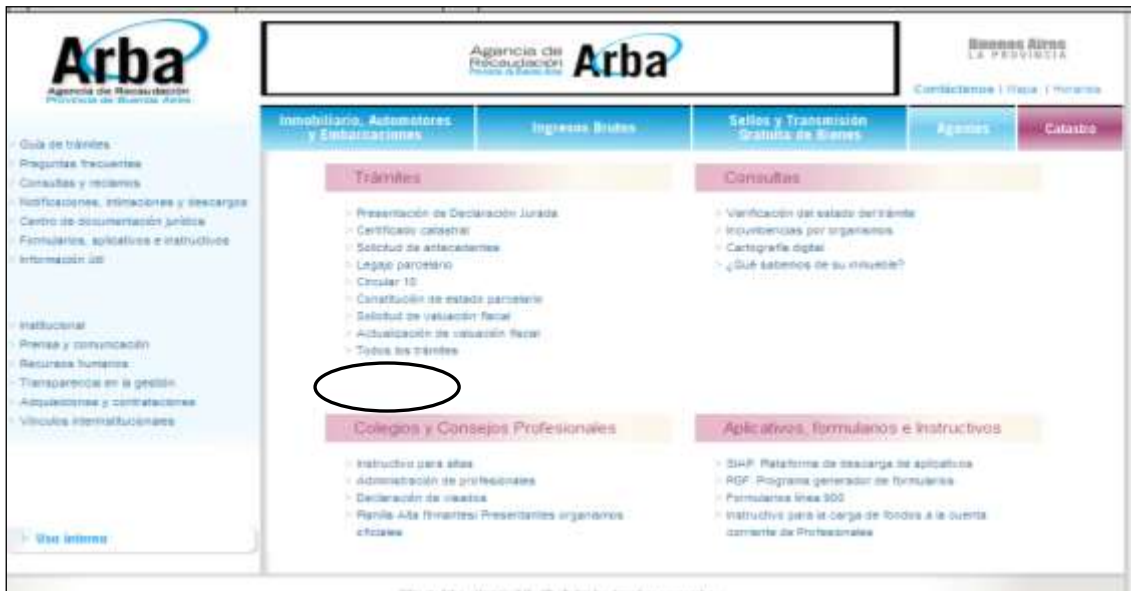 Arba
Agencia de Recaudación
Provincia de Buenos Aires
Agencia de
Recaudación
Provincia de Buenos Aires
Arba
Buenos Aires
LA PROVINCIA
Contáctenos | Mapa |
Inmobiliario, Automotores
y Embarcaciones
Ingresos Brutos
Sellos y Transmisión
Gratuita de Bienes
Agentes
Catastro
Guía de trámites
Preguntas frecuentes
Consultas y reclamos
Notificaciones, intimaciones y descargos
Centro de documentación jurídica
Formularios, aplicativos e instructivos
Información útil
Institucional
Prensa y comunicación
Recursos humanos
Transparencia en la gestión
Adquisiciones y contrataciones
Vínculos interinstitucionales
Uso interno
Trámites
Presentación de Declaración Jurada
Certificado catastral
Solicitud de antecedentes
Legajo parcelario
Circular 10
Constitución de estado parcelario
Solicitud de valuación fiscal
Actualización de valuación fiscal
Todos los trámites
Consultas
Verificación del estado del trámite
Incumbencias por organismos
Cartografía digital
¿Qué sabemos de su inmueble?
Colegios y Consejos Profesionales
Instructivo para altas
Administración de profesionales
Declaración de visados
Planilla Alta firmantes/ Presentantes organismos
oficiales
Aplicativos, formularios e Instructivos
SIAP. Plataforma de descarga de aplicativos
PGF. Programa generador de formularios
Formularios línea 900
Instructivo para la carga de fondos a la cuenta
corriente de Profesionales